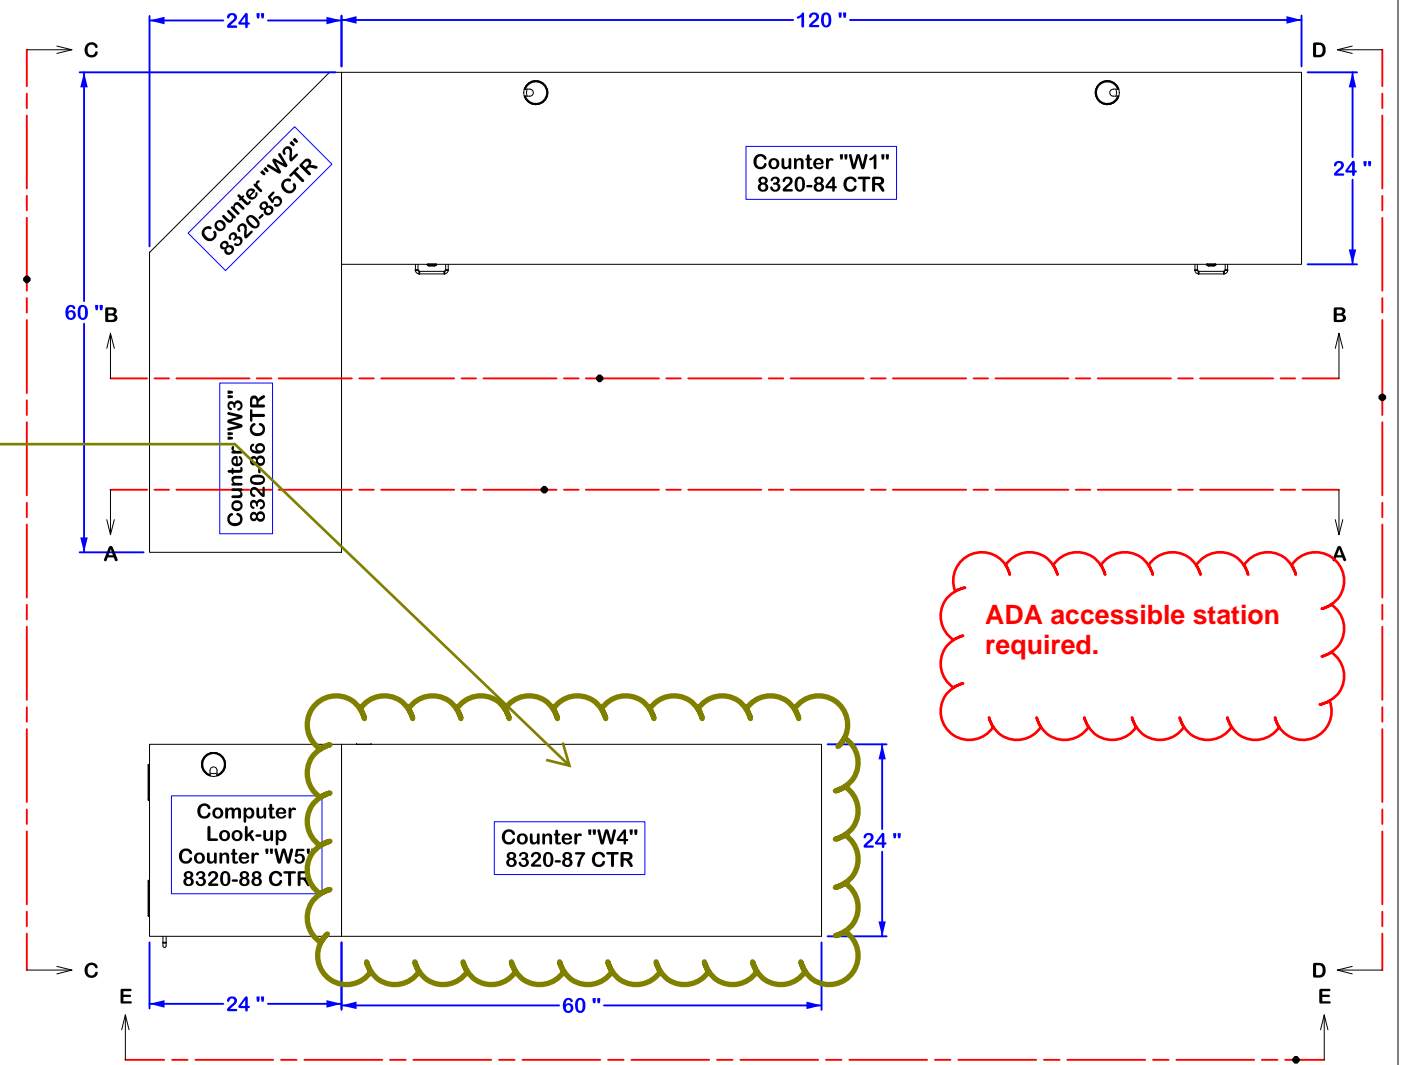 24 "
120 "
C
D
Counter "W2"
8320-85 CTR
Counter "W1"
8320-84 CTR
24 "
60 "
B
B
Counter "W3"
8320-86 CTR
A
A
ADA accessible station
required.
Computer
Look-up
Counter "W5"
8320-88 CTR
Counter "W4"
8320-87 CTR
24 "
C
D
E
24 "
60 "
E